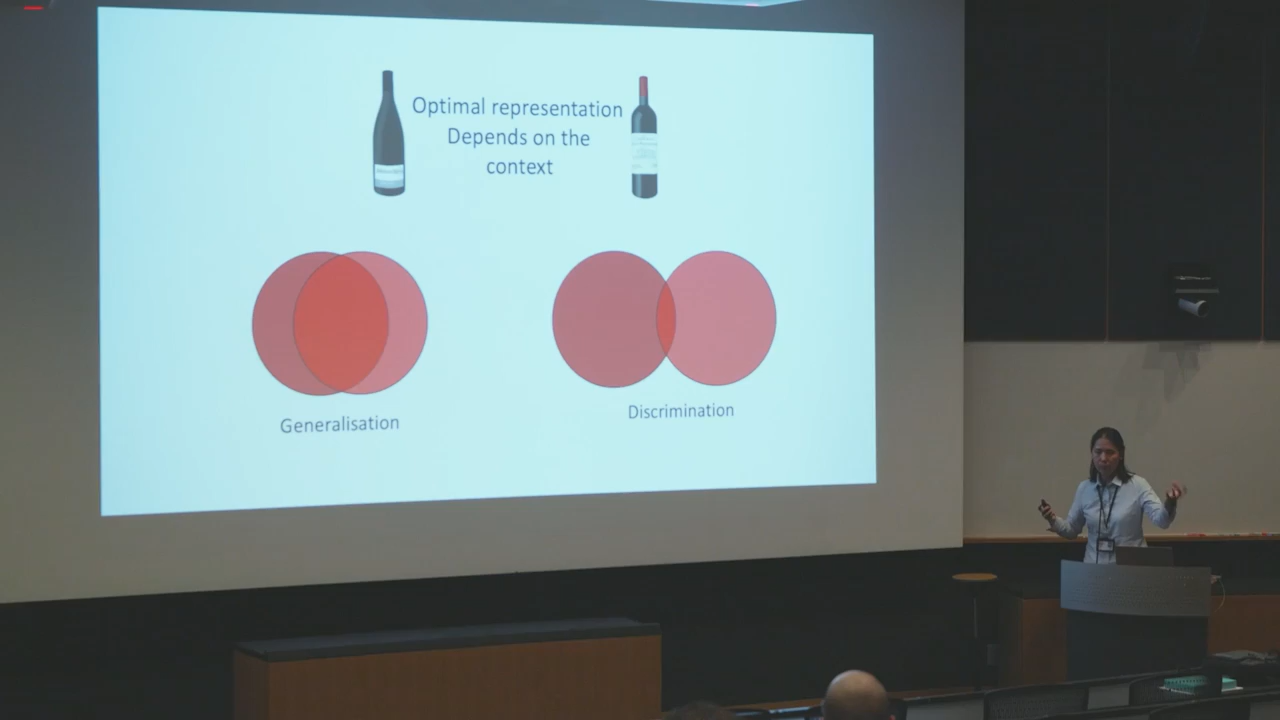 Optimal representation
Depends on the
context
Generalisation
Discrimination